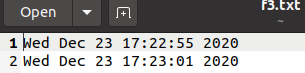 Open
f3.txt
~
1 Wed Dec 23 17:22:55 2020
2 Wed Dec 23 17:23:01 2020